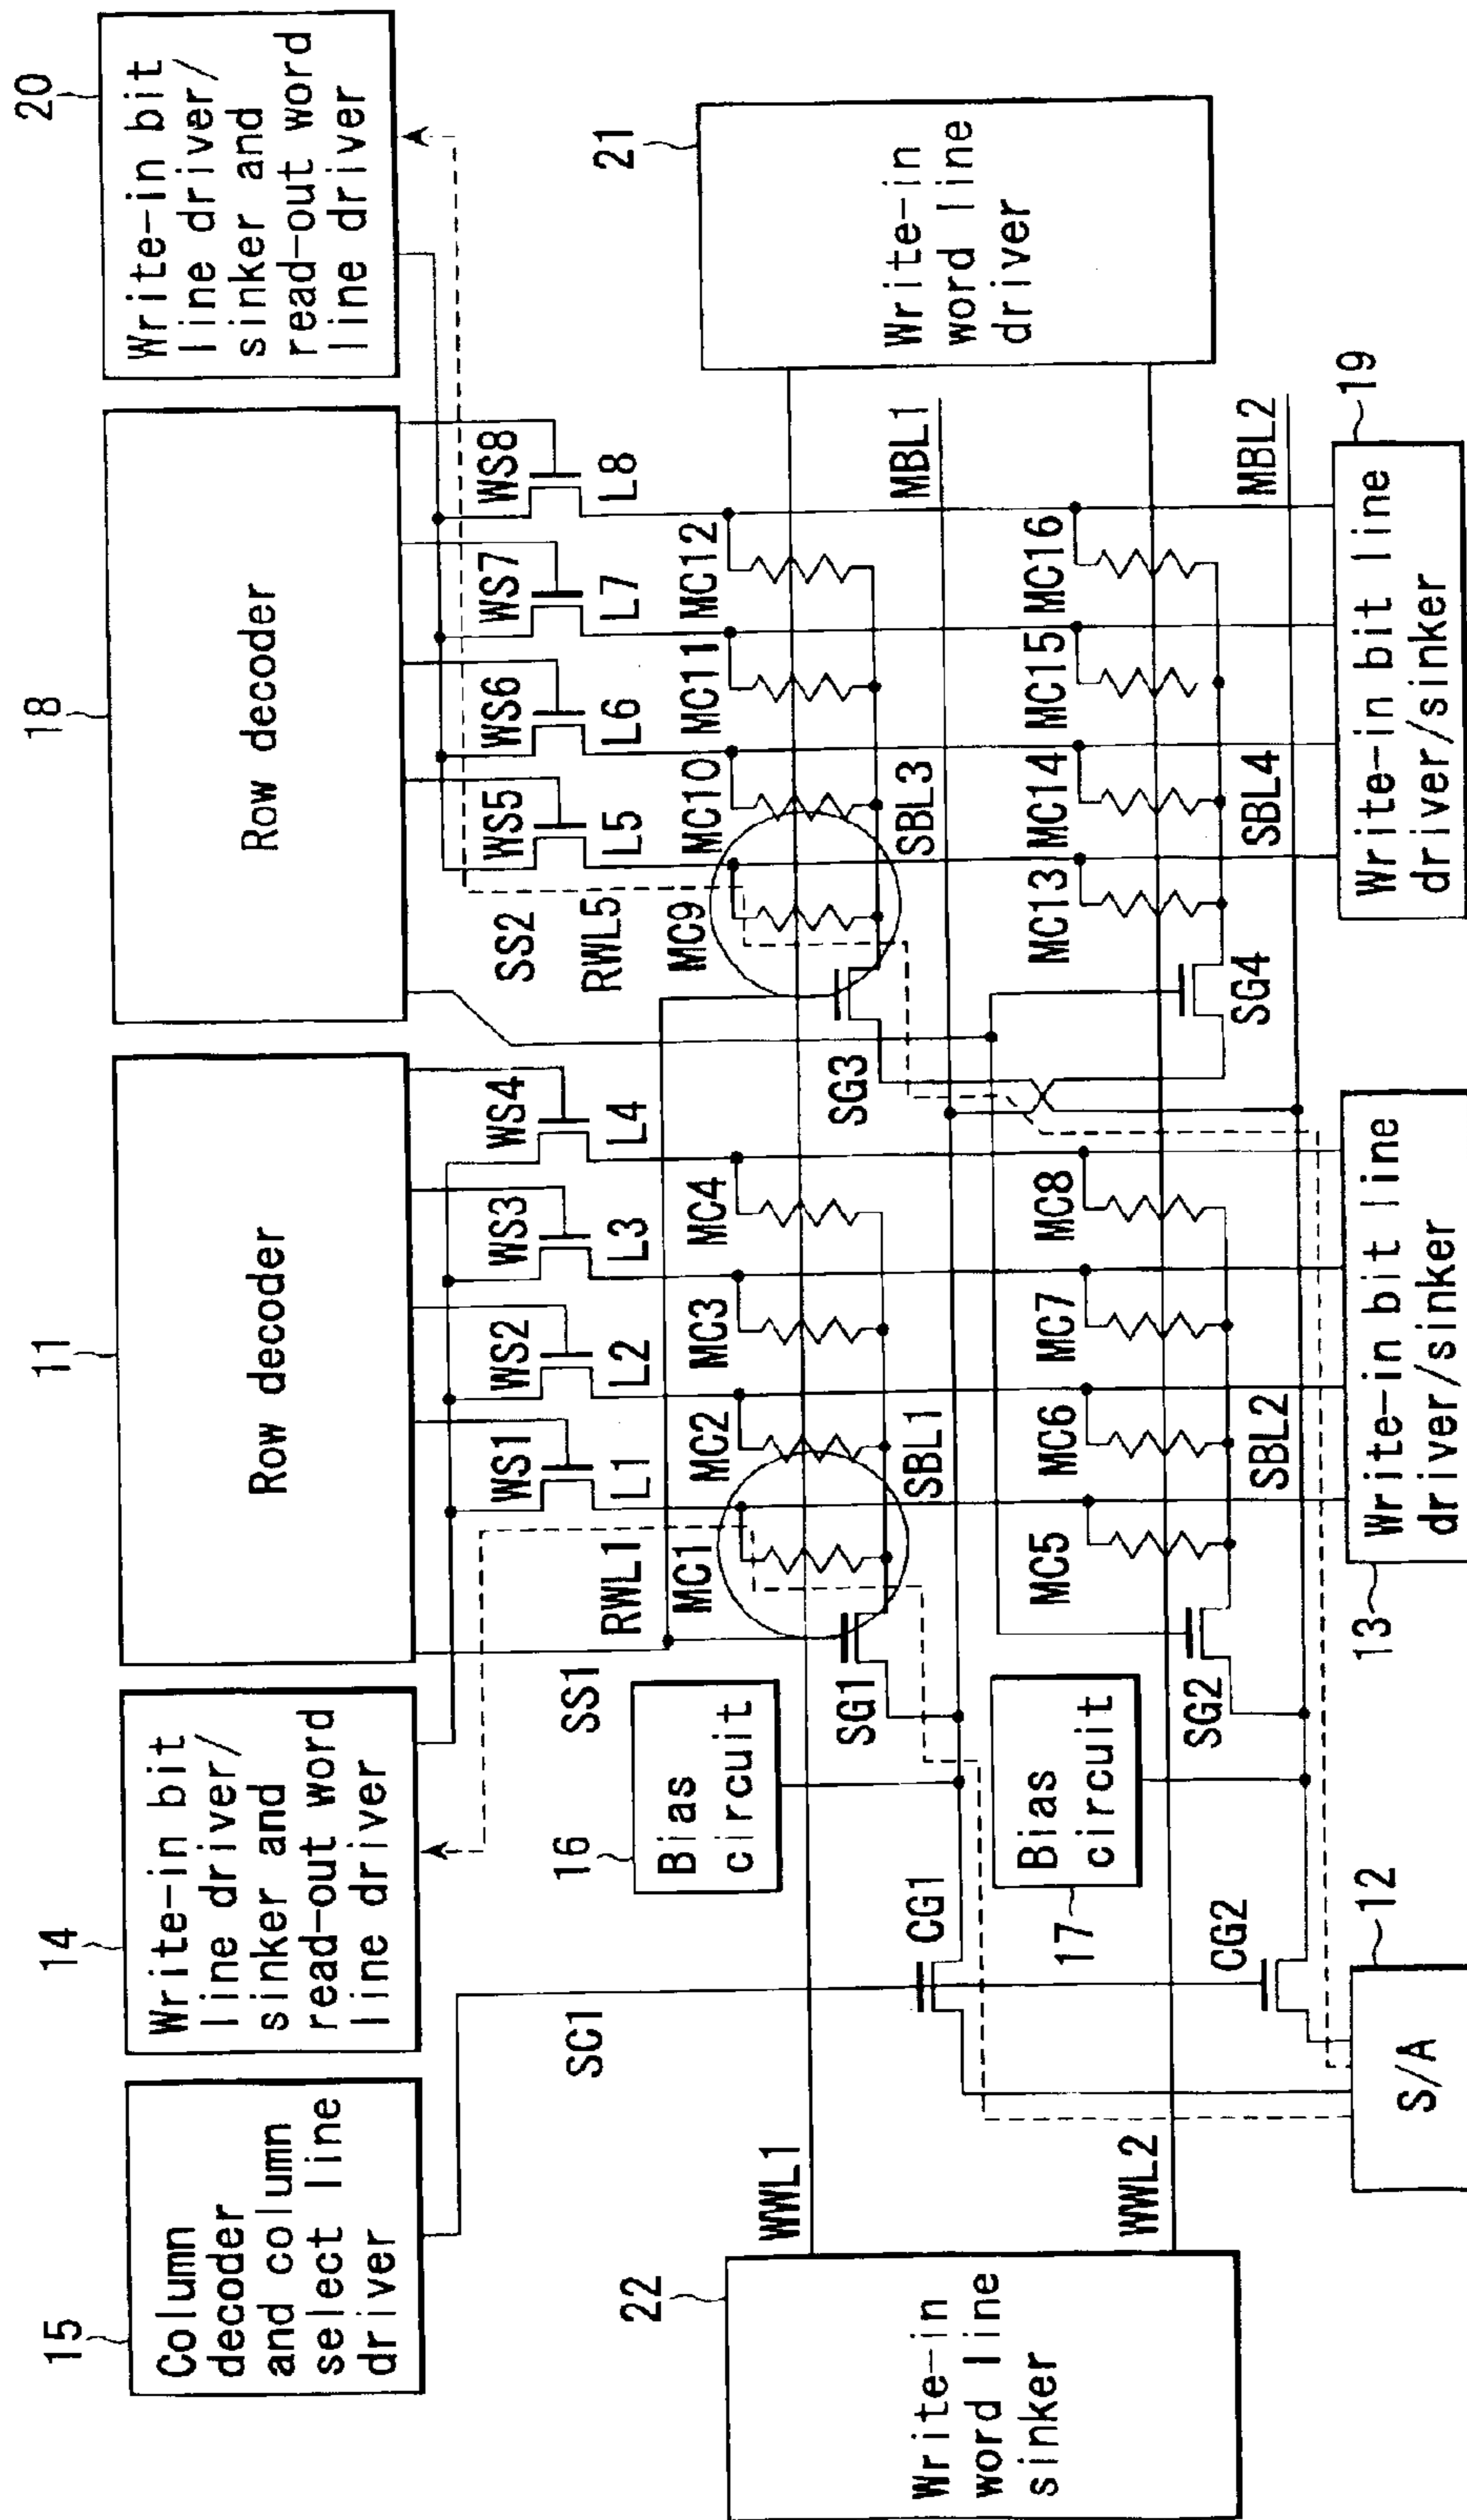 15
Column
decoder
and column
select line
driver
14
Write-in bit
line driver/
sinker and
read-out word
line driver
11
Row decoder
18
Row decoder
20
Write-in bit
line driver/
sinker and
read-out word
line driver
WS1
WS2
WS3
WS4
WS5
WS6
WS7
WS8
SC1
SS1
RWL1
L1
L2
L3
L4
SS2
RWL5
L5
L6
L7
L8
22
Write-in
word line
sinker
WWL1
16
Bias
circuit
MC1
MC2
MC3
MC4
MC9
MC10
MC11
MC12
21
Write-in
word line
driver
CG1
SG1
SBL1
SG3
SBL3
MBL1
WWL2
17
Bias
circuit
MC5
MC6
MC7
MC8
MC13
MC14
MC15
MC16
CG2
SG2
SBL2
SG4
SBL4
MBL2
12
S/A
13
Write-in bit line
driver/sinker
19
Write-in bit line
driver/sinker